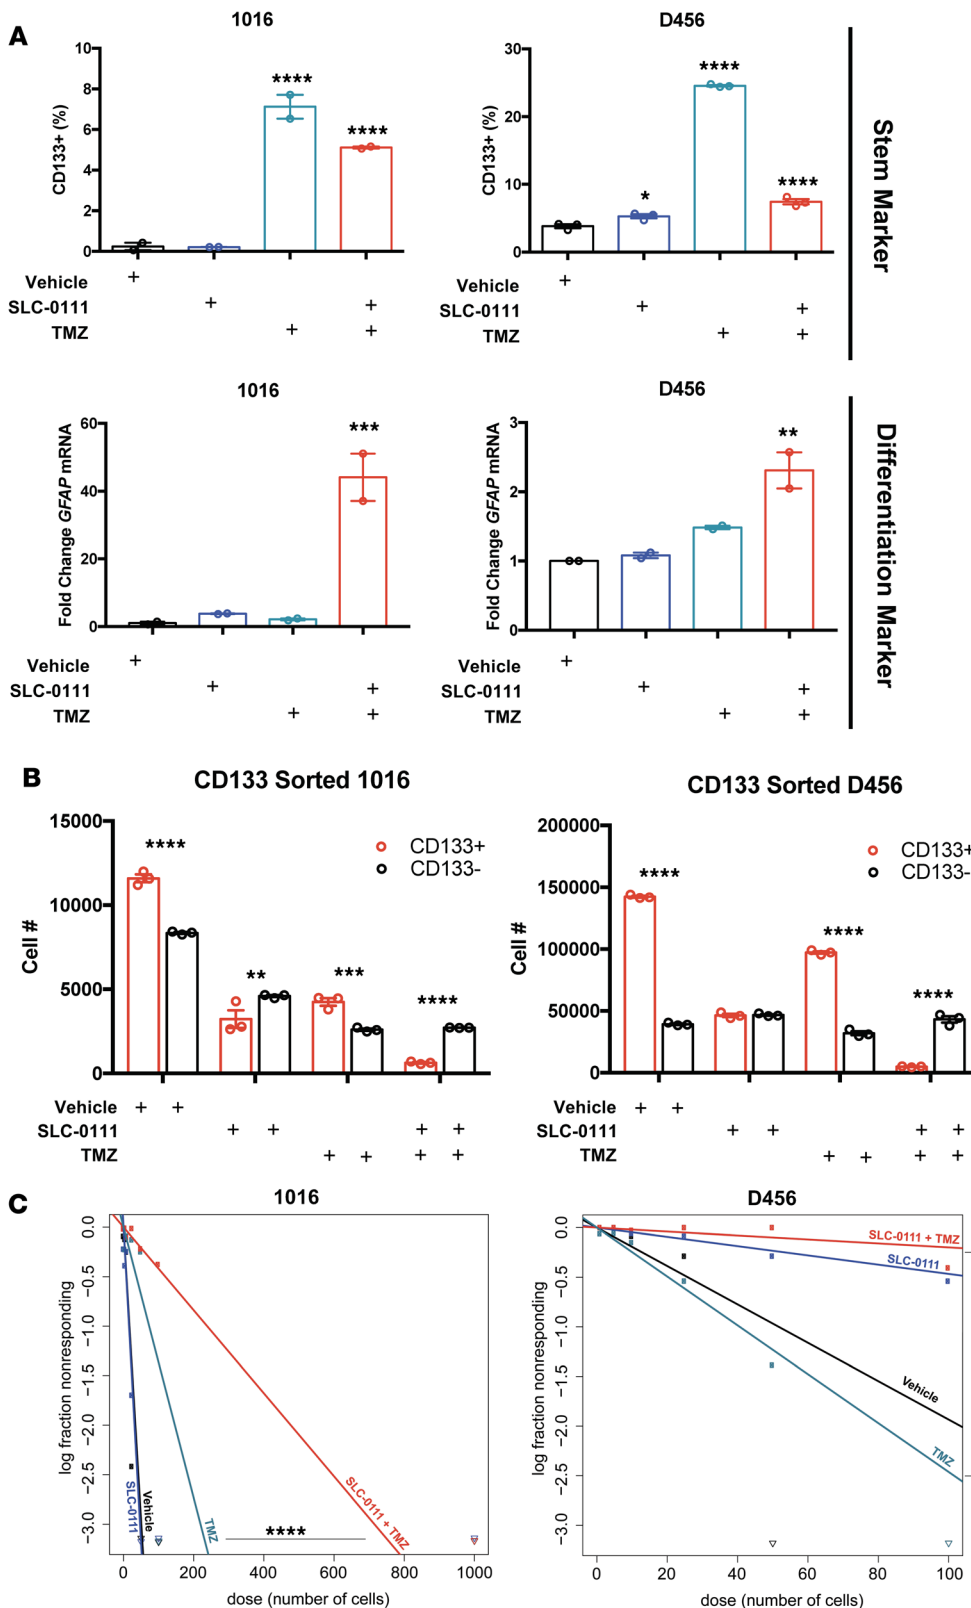 A
1016
D456
10
8
6
4
2
0
CD133+ (%)
****
****
30
20
10
0
CD133+ (%)
*
****
****
Stem Marker
Vehicle +
SLC-0111 + +
TMZ + +
Vehicle +
SLC-0111 + +
TMZ + +
1016
D456
60
40
20
0
Fold Change GFAP mRNA
***
3
2
1
0
Fold Change GFAP mRNA
**
Differentiation Marker
Vehicle +
SLC-0111 + +
TMZ + +
Vehicle +
SLC-0111 + +
TMZ + +
B
CD133 Sorted 1016
CD133 Sorted D456
15000
10000
5000
0
Cell #
CD133+
CD133-
****
**
***
****
200000
150000
100000
50000
0
Cell #
CD133+
CD133-
****
****
****
Vehicle + +
SLC-0111 + + + +
TMZ + + + +
Vehicle + +
SLC-0111 + + + +
TMZ + + + +
C
1016
D456
0.0
−0.5
−1.0
−1.5
−2.0
−2.5
−3.0
log fraction nonresponding
SLC-0111
Vehicle
TMZ
SLC-0111 + TMZ
****
0 200 400 600 800 1000
dose (number of cells)
0.0
−0.5
−1.0
−1.5
−2.0
−2.5
−3.0
log fraction nonresponding
SLC-0111 + TMZ
SLC-0111
Vehicle
TMZ
0 20 40 60 80 100
dose (number of cells)